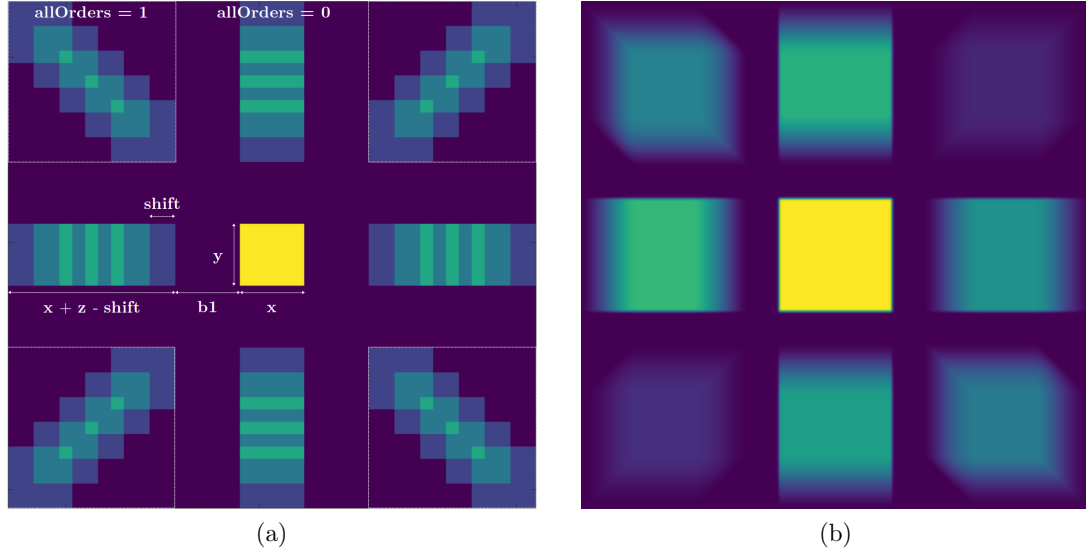 allOrders = 1
allOrders = 0
shift
y
x + z - shift
b1
x
(a)
(b)